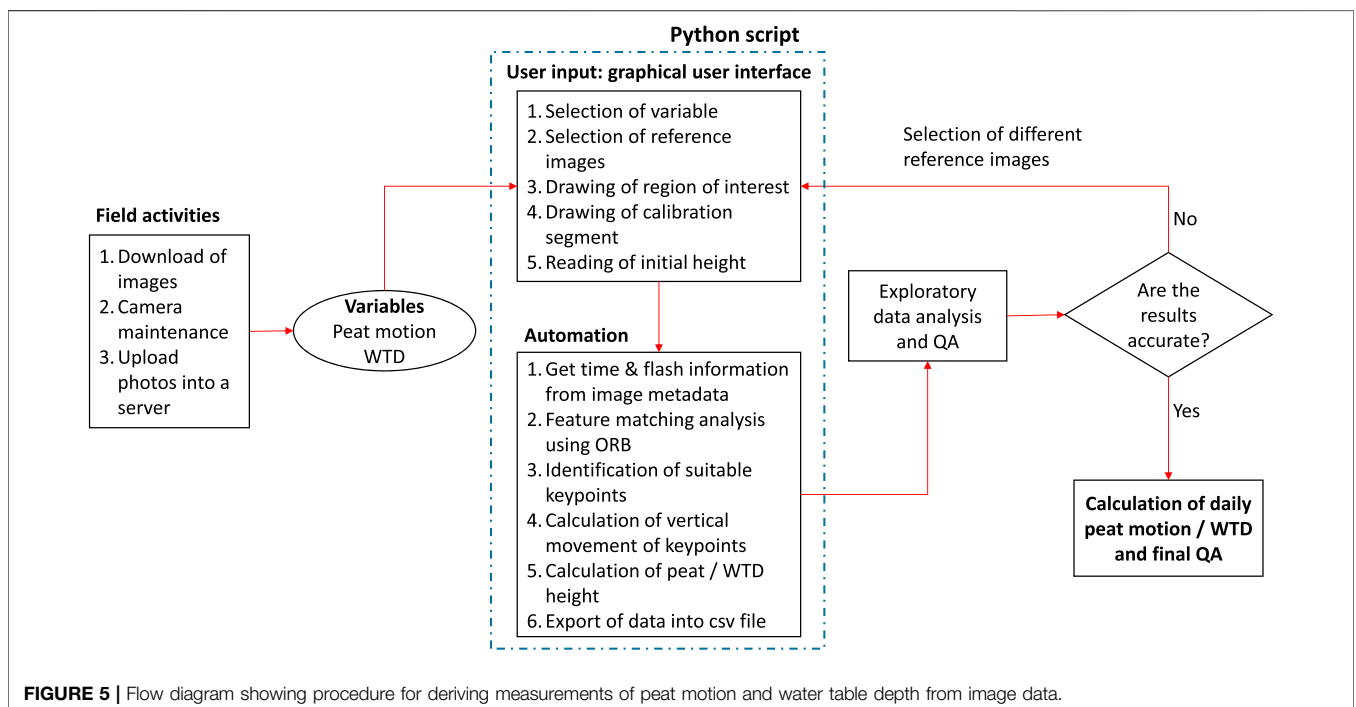 Python script
User input: graphical user interface
1. Selection of variable
2. Selection of reference
images
3. Drawing of region of interest
4. Drawing of calibration
segment
5. Reading of initial height
Selection of different
reference images
Field activities
1. Download of
images
2. Camera
maintenance
3. Upload
photos into a
server
Variables
Peat motion
WTD
Automation
1. Get time & flash information
from image metadata
2. Feature matching analysis
using ORB
3. Identification of suitable
keypoints
4. Calculation of vertical
movement of keypoints
5. Calculation of peat / WTD
height
6. Export of data into csv file
Exploratory
data analysis
and QA
Are the
results
accurate?
No
Yes
Calculation of daily
peat motion / WTD
and final QA
FIGURE 5 | Flow diagram showing procedure for deriving measurements of peat motion and water table depth from image data.